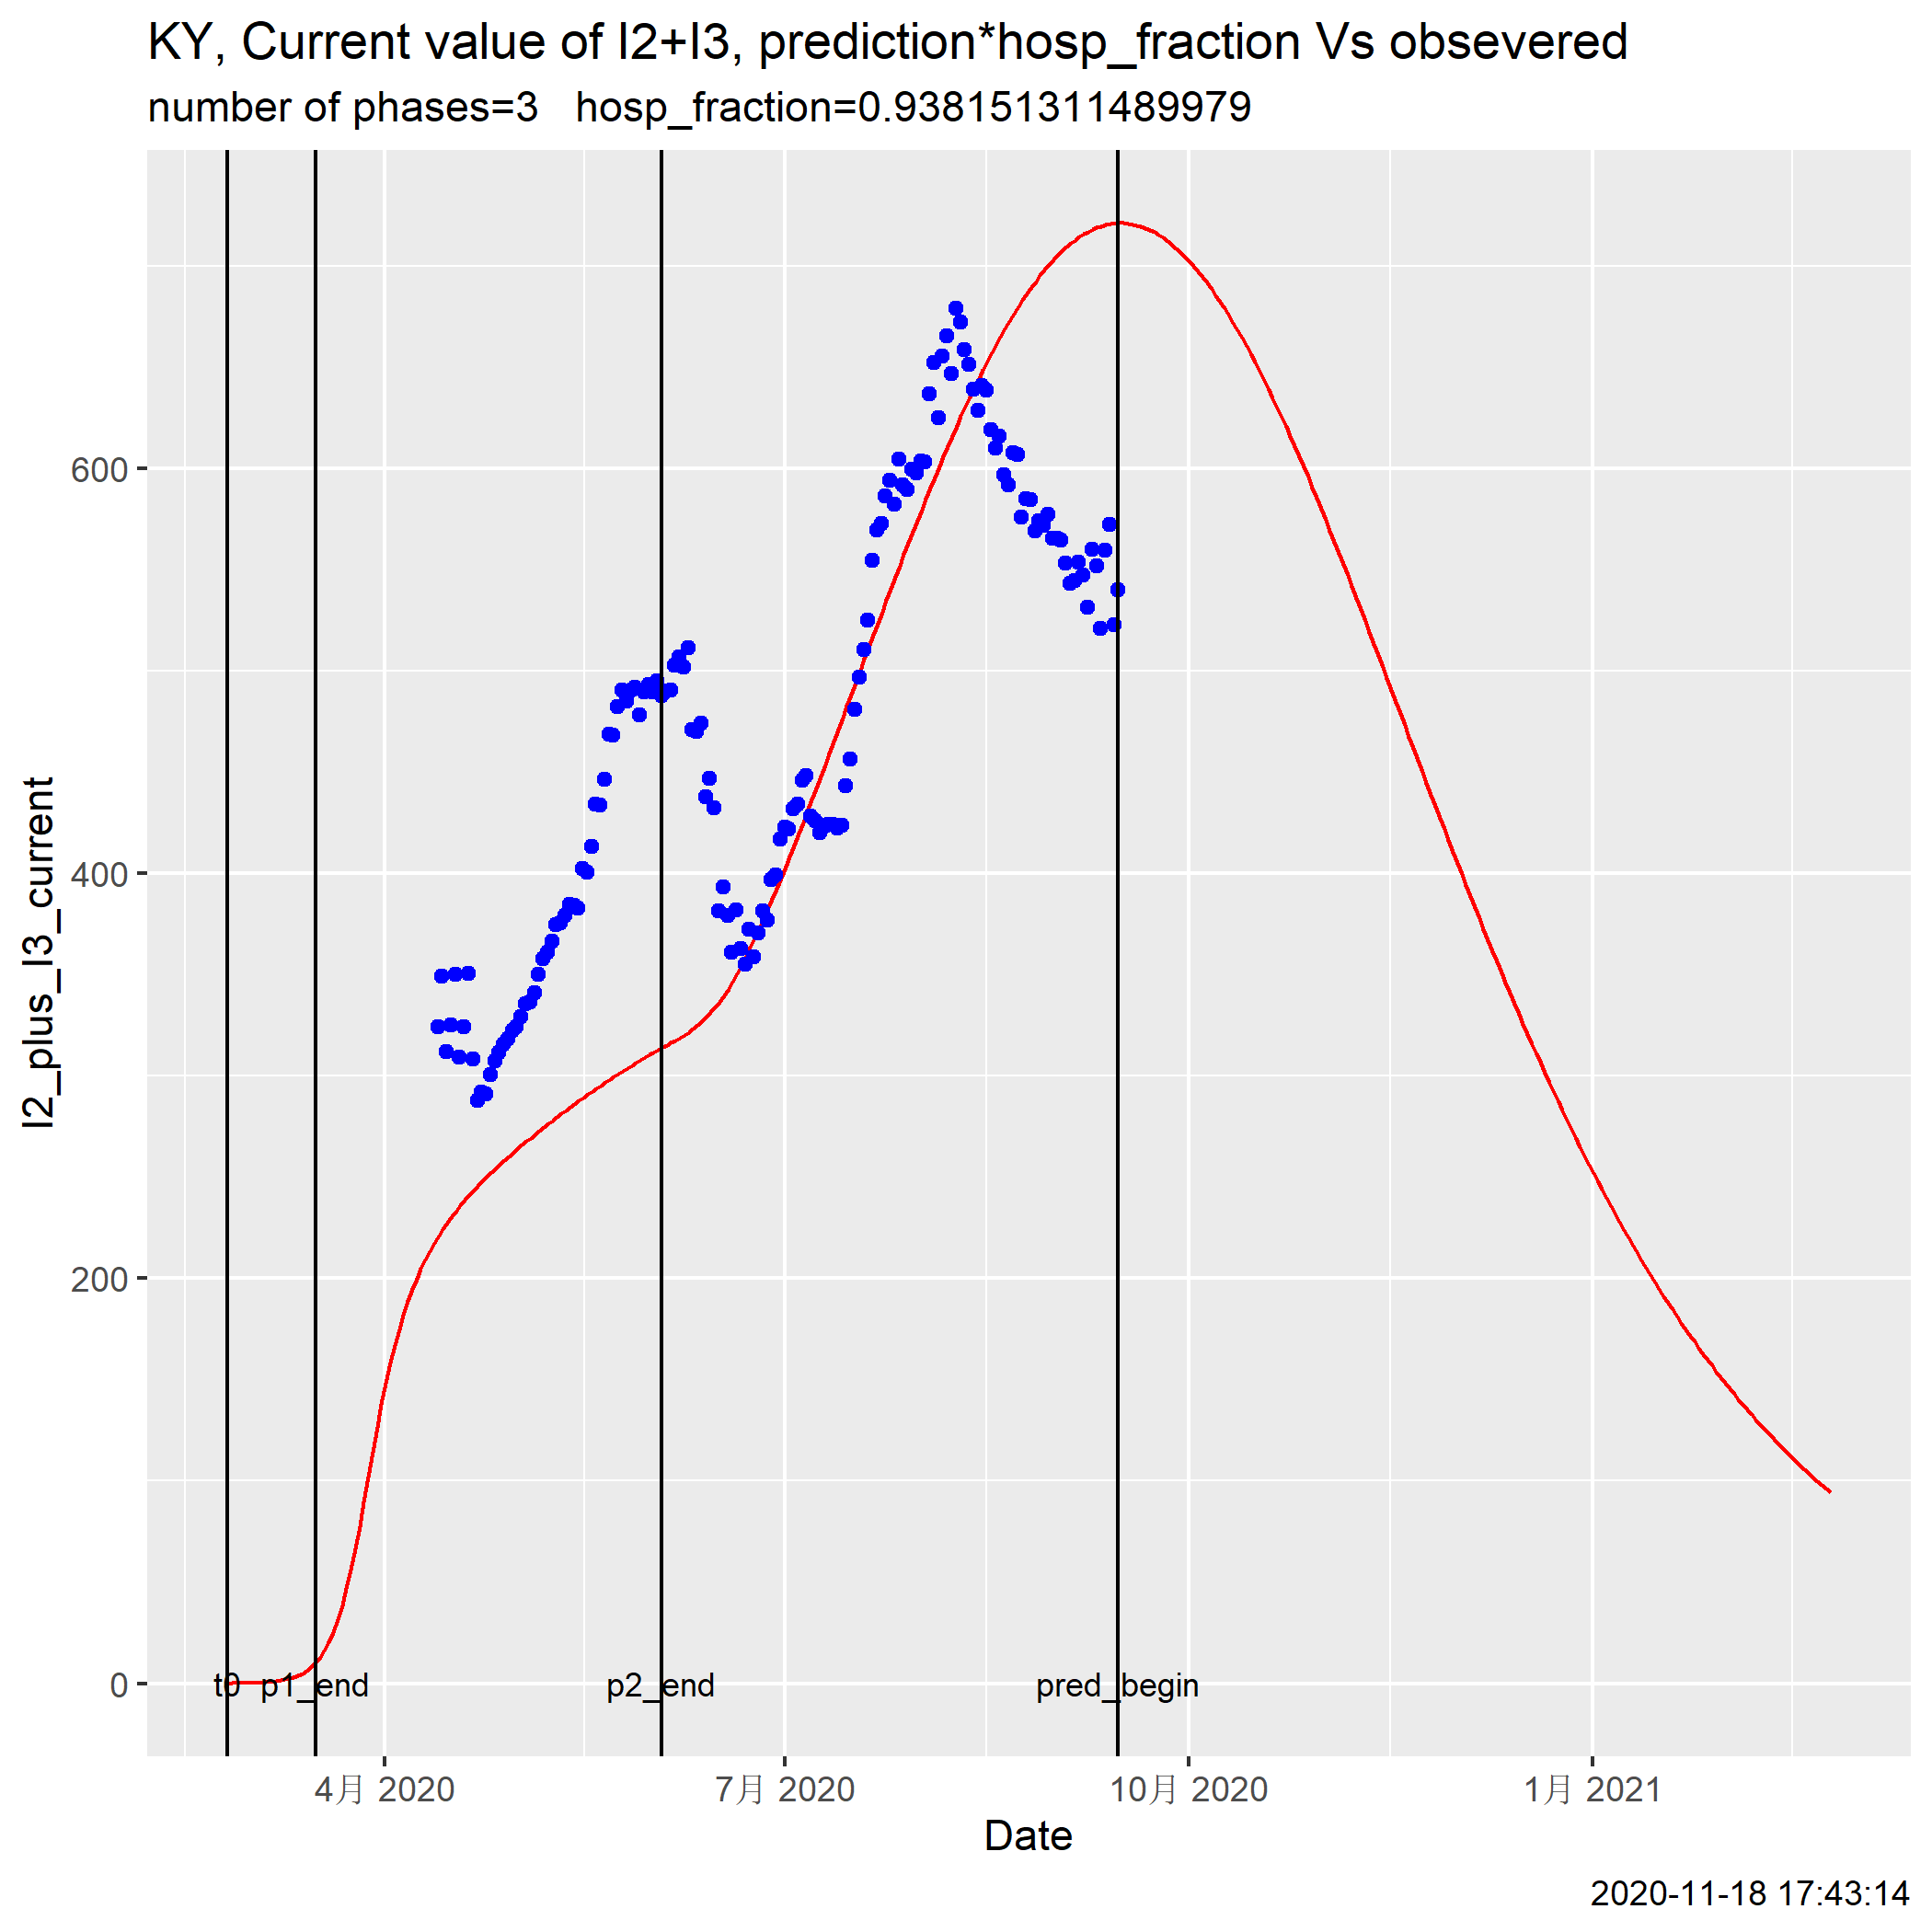 KY, Current value of I2+I3, prediction*hosp_fraction Vs obsevered
number of phases=3   hosp_fraction=0.938151311489979
I2_plus_I3_current
600
400
200
0
t0 p1_end p2_end pred_begin
4月 2020 7月 2020 10月 2020 1月 2021
Date
2020-11-18 17:43:14